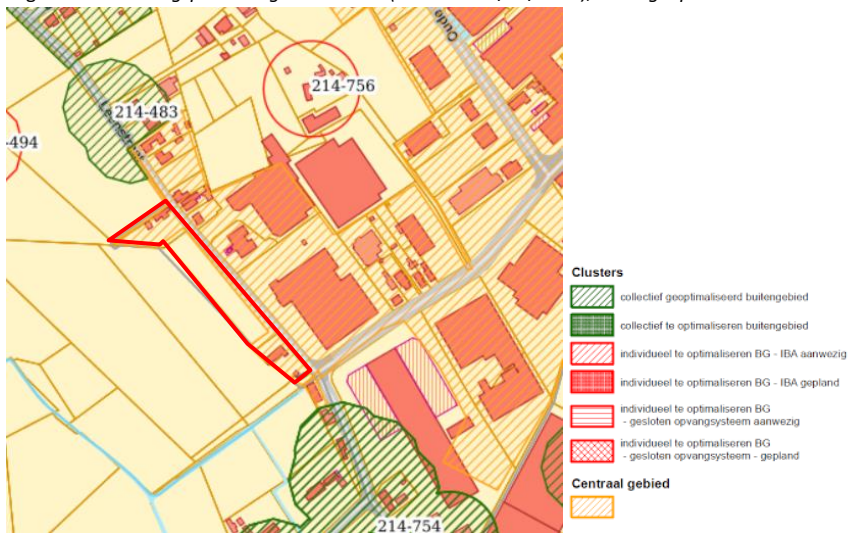 214-756
214-483
-494
214-754
Clusters
collectief geoptimaliseerd buitengebied
collectief te optimaliseren buitengebied
individueel te optimaliseren BG - IBA aanwezig
individueel te optimaliseren BG - IBA gepland
individueel te optimaliseren BG
- gesloten opvangsysteem aanwezig
individueel te optimaliseren BG
- gesloten opvangsysteem - gepland
Centraal gebied